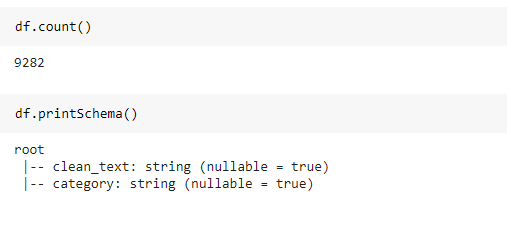 df.count()
9282
df.printSchema()
root
 |-- clean_text: string (nullable = true)
 |-- category: string (nullable = true)